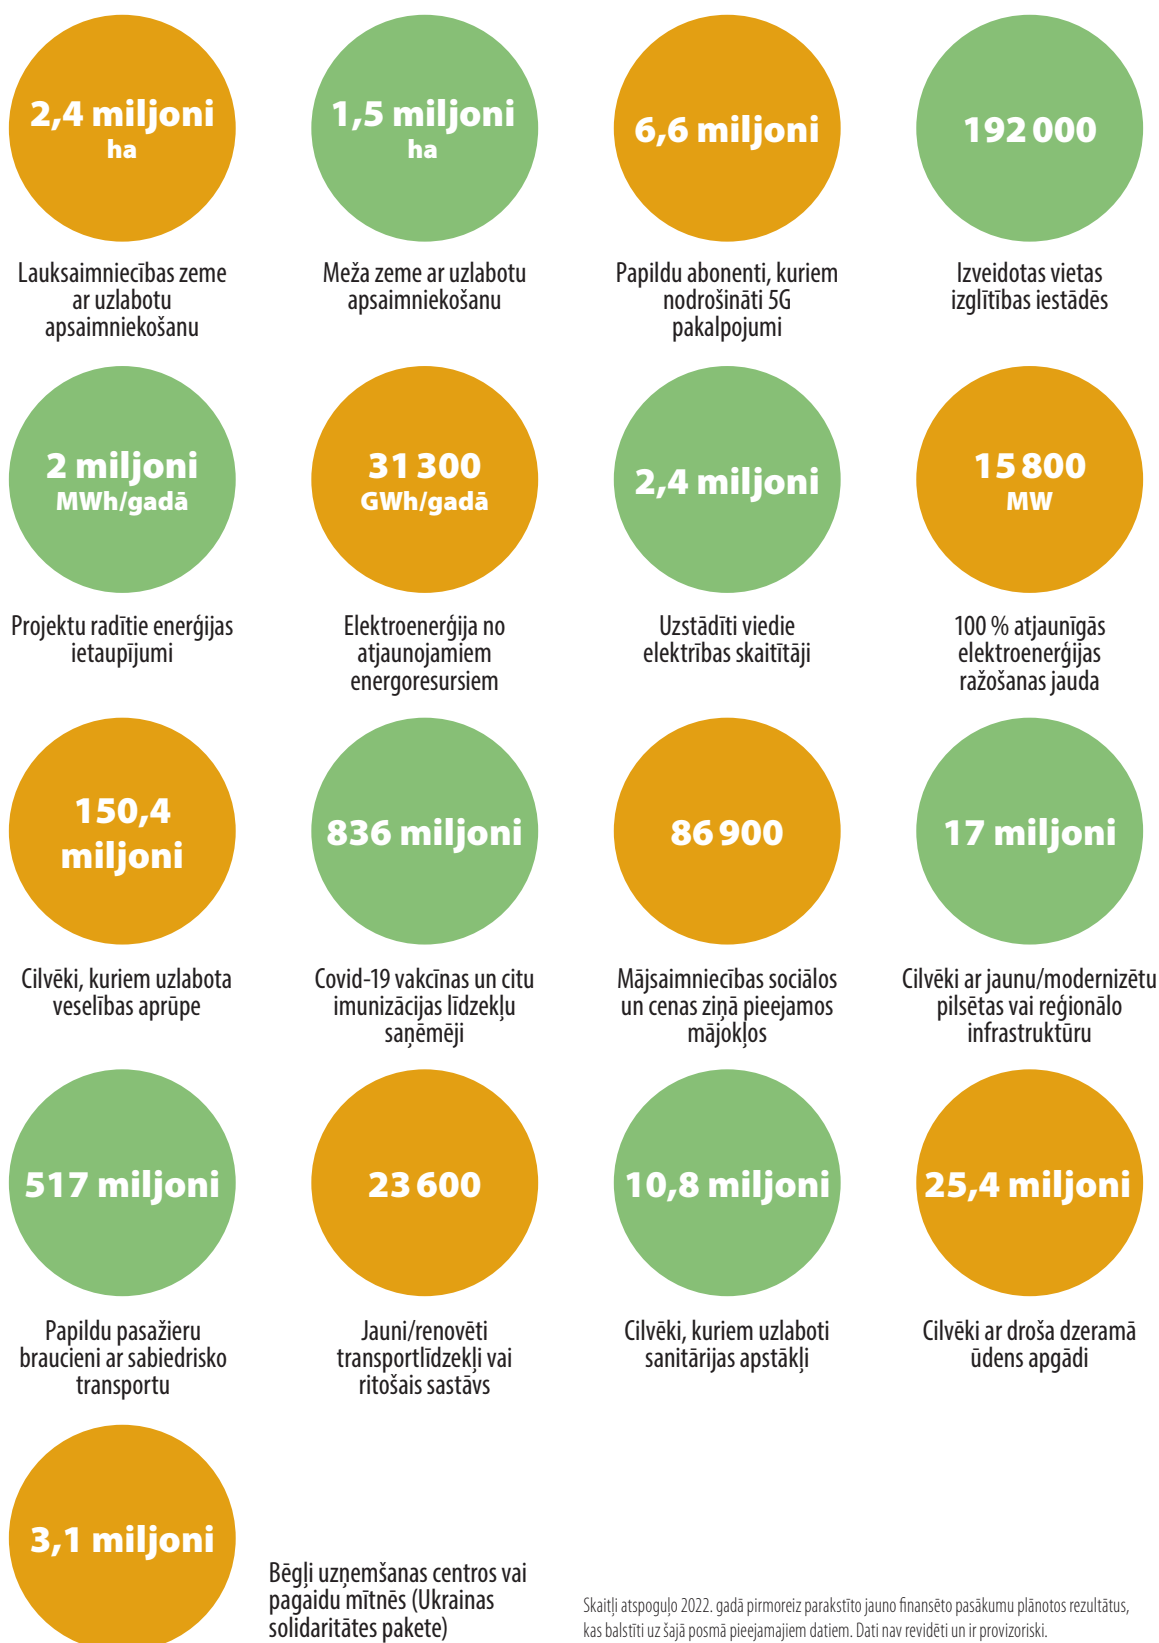 2,4 miljoni
ha
Lauksaimniecības zeme
ar uzlabotu
apsaimniekošanu
1,5 miljoni
ha
Meža zeme ar uzlabotu
apsaimniekošanu
6,6 miljoni
Papildu abonenti, kuriem
nodrošināti 5G
pakalpojumi
192 000
Izveidotas vietas
izglītības iestādēs
2 miljoni
MWh/gadā
Projektu radītie enerģijas
ietaupījumi
31 300
GWh/gadā
Elektroenerģija no
atjaunojamiem
energoresursiem
2,4 miljoni
Uzstādīti viedie
elektrības skaitītāji
15 800
MW
100 % atjaunīgās
elektroenerģijas
ražošanas jauda
150,4
miljoni
Cilvēki, kuriem uzlabota
veselības aprūpe
836 miljoni
Covid-19 vakcīnas un citu
imunizācijas līdzekļu
saņēmēji
86 900
Mājsaimniecības sociālos
un cenas ziņā pieejamos
mājokļos
17 miljoni
Cilvēki ar jaunu/modernizētu
pilsētas vai reģionālo
infrastruktūru
517 miljoni
Papildu pasažieru
braucieni ar sabiedrisko
transportu
23 600
Jauni/renovēti
transportlīdzekļi vai
ritošais sastāvs
10,8 miljoni
Cilvēki, kuriem uzlaboti
sanitārijas apstākļi
25,4 miljoni
Cilvēki ar droša dzeramā
ūdens apgādi
3,1 miljoni
Bēgļi uzņemšanas centros vai
pagaidu mītnēs (Ukrainas
solidaritātes pakete)
Skaitļi atspoguļo 2022. gadā pirmoreiz parakstīto jauno finansēto pasākumu plānotos rezultātus,
kas balstīti uz šajā posmā pieejamajiem datiem. Dati nav revidēti un ir provizoriski.